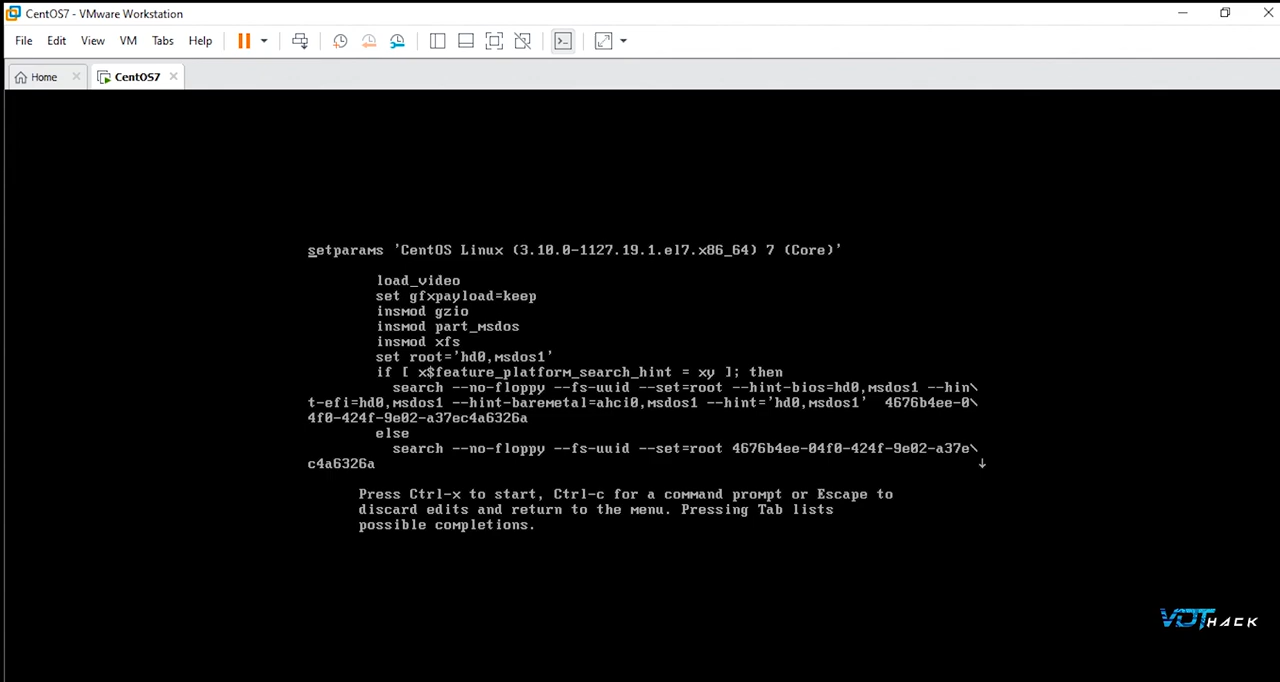 CentOS7 - VMware Workstation
File Edit View VM Tabs Help
Home CentOS7
setparams 'CentOS Linux (3.10.0-1127.19.1.el7.x86_64) 7 (Core)'
load_video
set gfxpayload=keep
insmod gzio
insmod part_msdos
insmod xfs
set root='hd0,msdos1'
if [ x$feature_platform_search_hint = xy ]; then
search --no-floppy --fs-uuid --set=root --hint-bios=hd0,msdos1 --hin\
t-efi=hd0,msdos1 --hint-baremetal=ahci0,msdos1 --hint='hd0,msdos1' 4676b4ee-0\
4f0-424f-9e02-a37ec4a6326a
else
search --no-floppy --fs-uuid --set=root 4676b4ee-04f0-424f-9e02-a37e\
c4a6326a
Press Ctrl-x to start, Ctrl-c for a command prompt or Escape to
discard edits and return to the menu. Pressing Tab lists
possible completions.
VDTHACK